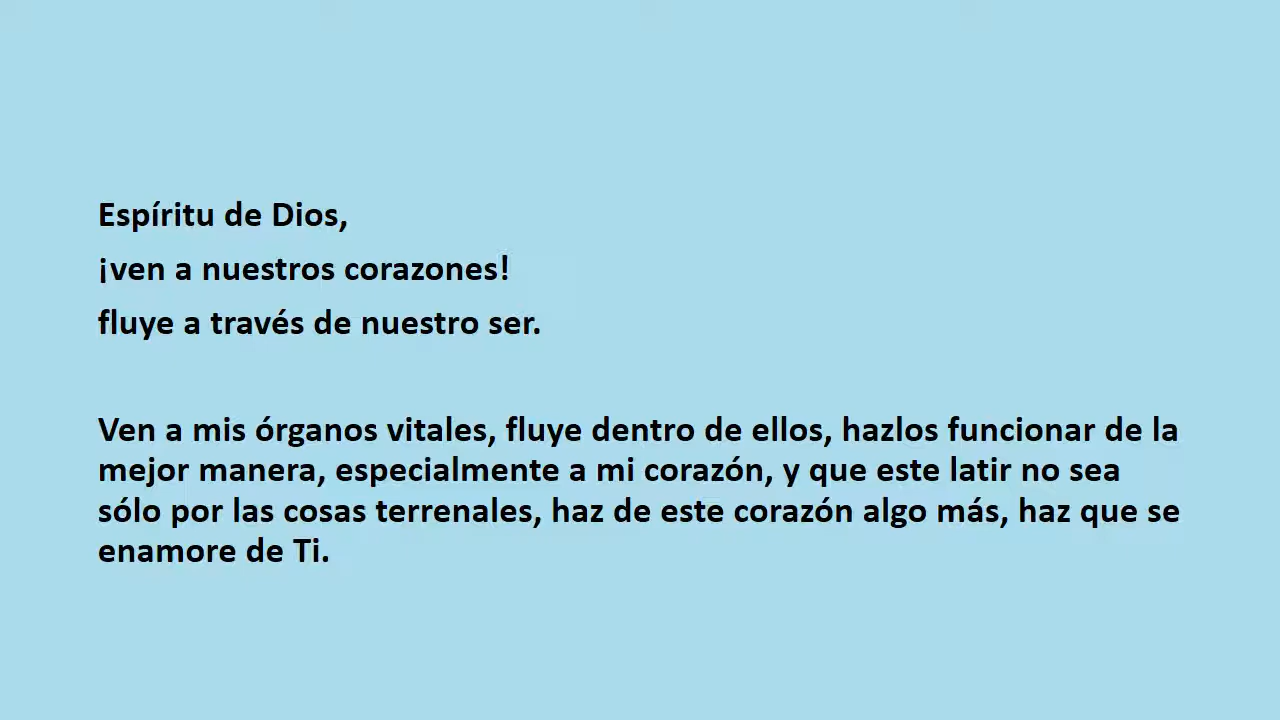 Espíritu de Dios,
¡ven a nuestros corazones!
fluye a través de nuestro ser.
Ven a mis órganos vitales, fluye dentro de ellos, hazlos funcionar de la
mejor manera, especialmente a mi corazón, y que este latir no sea
sólo por las cosas terrenales, haz de este corazón algo más, haz que se
enamore de Ti.